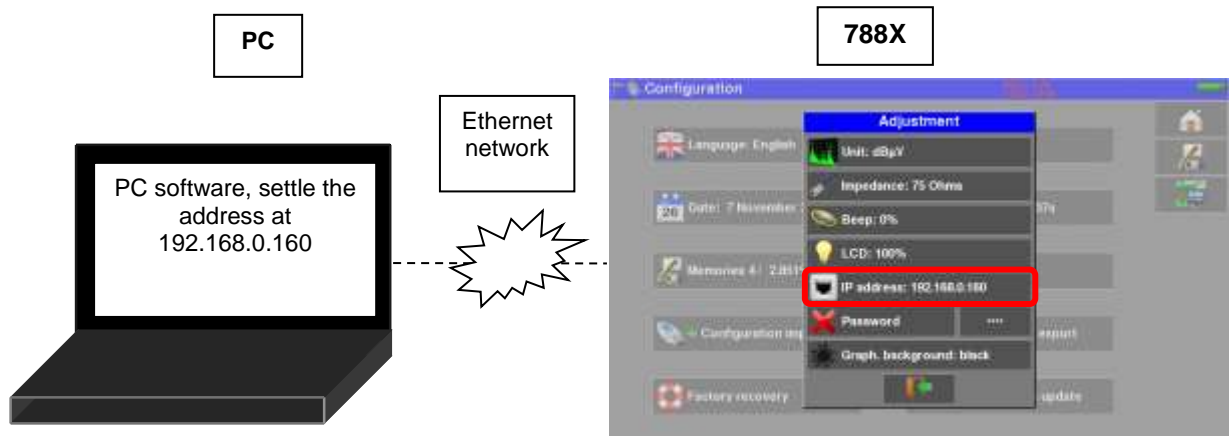 PC
788X
Ethernet
network
PC software, settle the
address at
192.168.0.160
Configuration
Adjustment
Language: English
Unit: dBµV
Impedance: 75 Ohms
Date: 7 November
Beep: 0%
LCD: 100%
Memories 4/
IP address: 192.168.0.160
Password
****
Configuration
export
Graph. background: black
Factory recovery
update